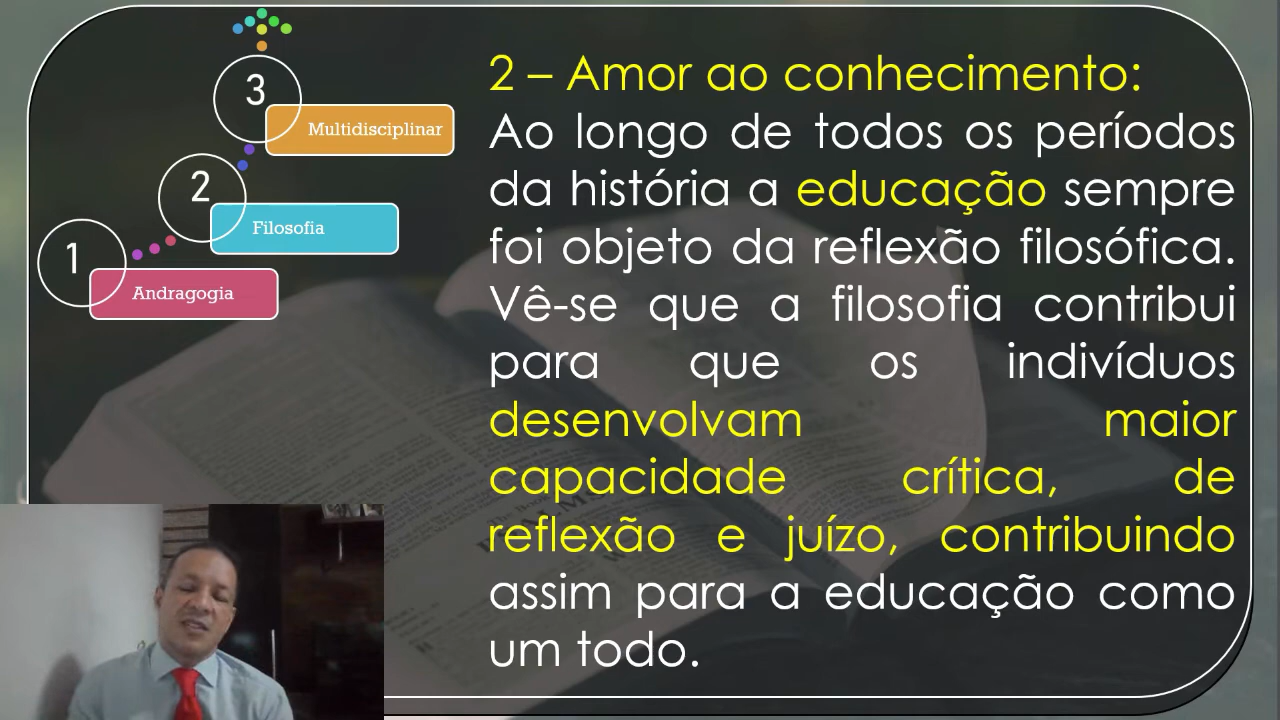 3
Multidisciplinar
2
Filosofia
1
Andragogia
2 – Amor ao conhecimento:
Ao longo de todos os períodos
da história a educação sempre
foi objeto da reflexão filosófica.
Vê-se que a filosofia contribui
para que os indivíduos
desenvolvam maior
capacidade crítica, de
reflexão e juízo, contribuindo
assim para a educação como
um todo.